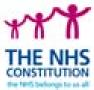 THE NHS
CONSTITUTION
the NHS belongs to us all